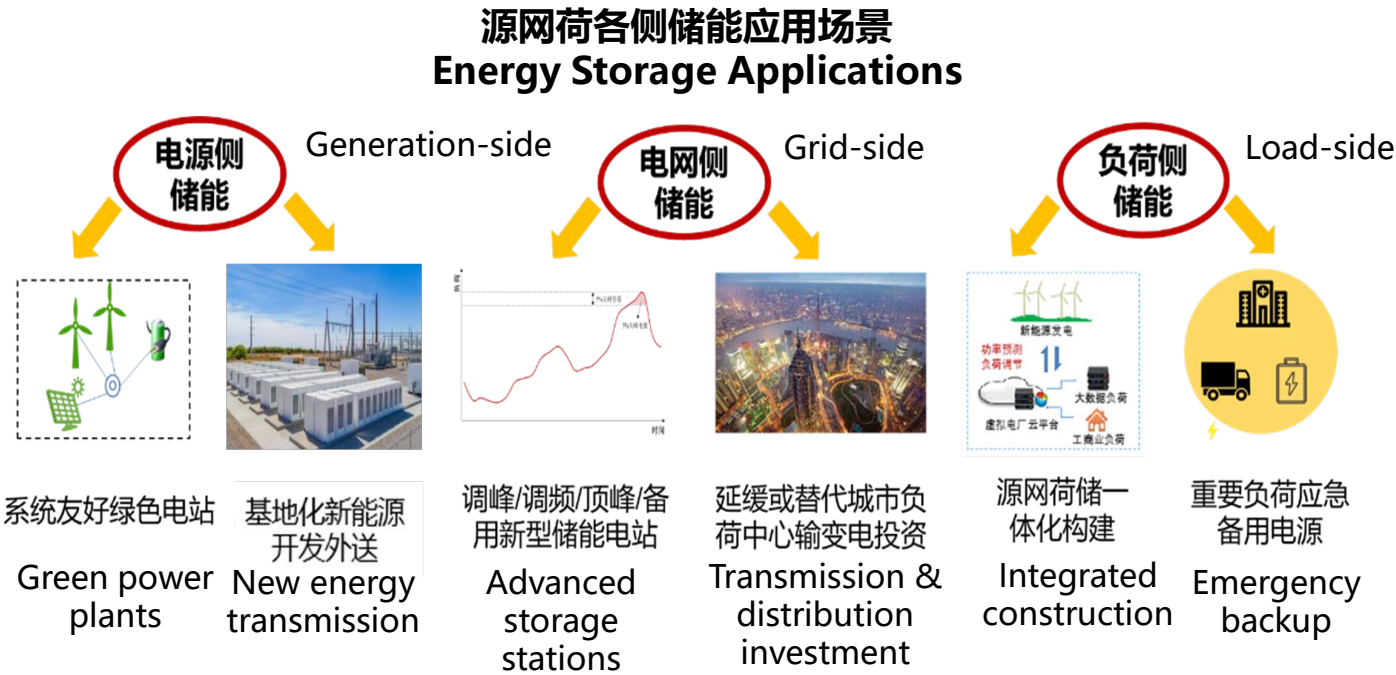 源网荷各侧储能应用场景
Energy Storage Applications
电源侧
储能
Generation-side
电网侧
储能
Grid-side
负荷侧
储能
Load-side
负荷
时间
新能源发电
功率预测
负荷调节
大数据负荷
虚拟电厂云平台
工商业负荷
系统友好绿色电站
Green power
plants
基地化新能源
开发外送
New energy
transmission
调峰/调频/顶峰/备
用新型储能电站
Advanced
storage
stations
延缓或替代城市负
荷中心输变电投资
Transmission &
distribution
investment
源网荷储一
体化构建
Integrated
construction
重要负荷应急
备用电源
Emergency
backup